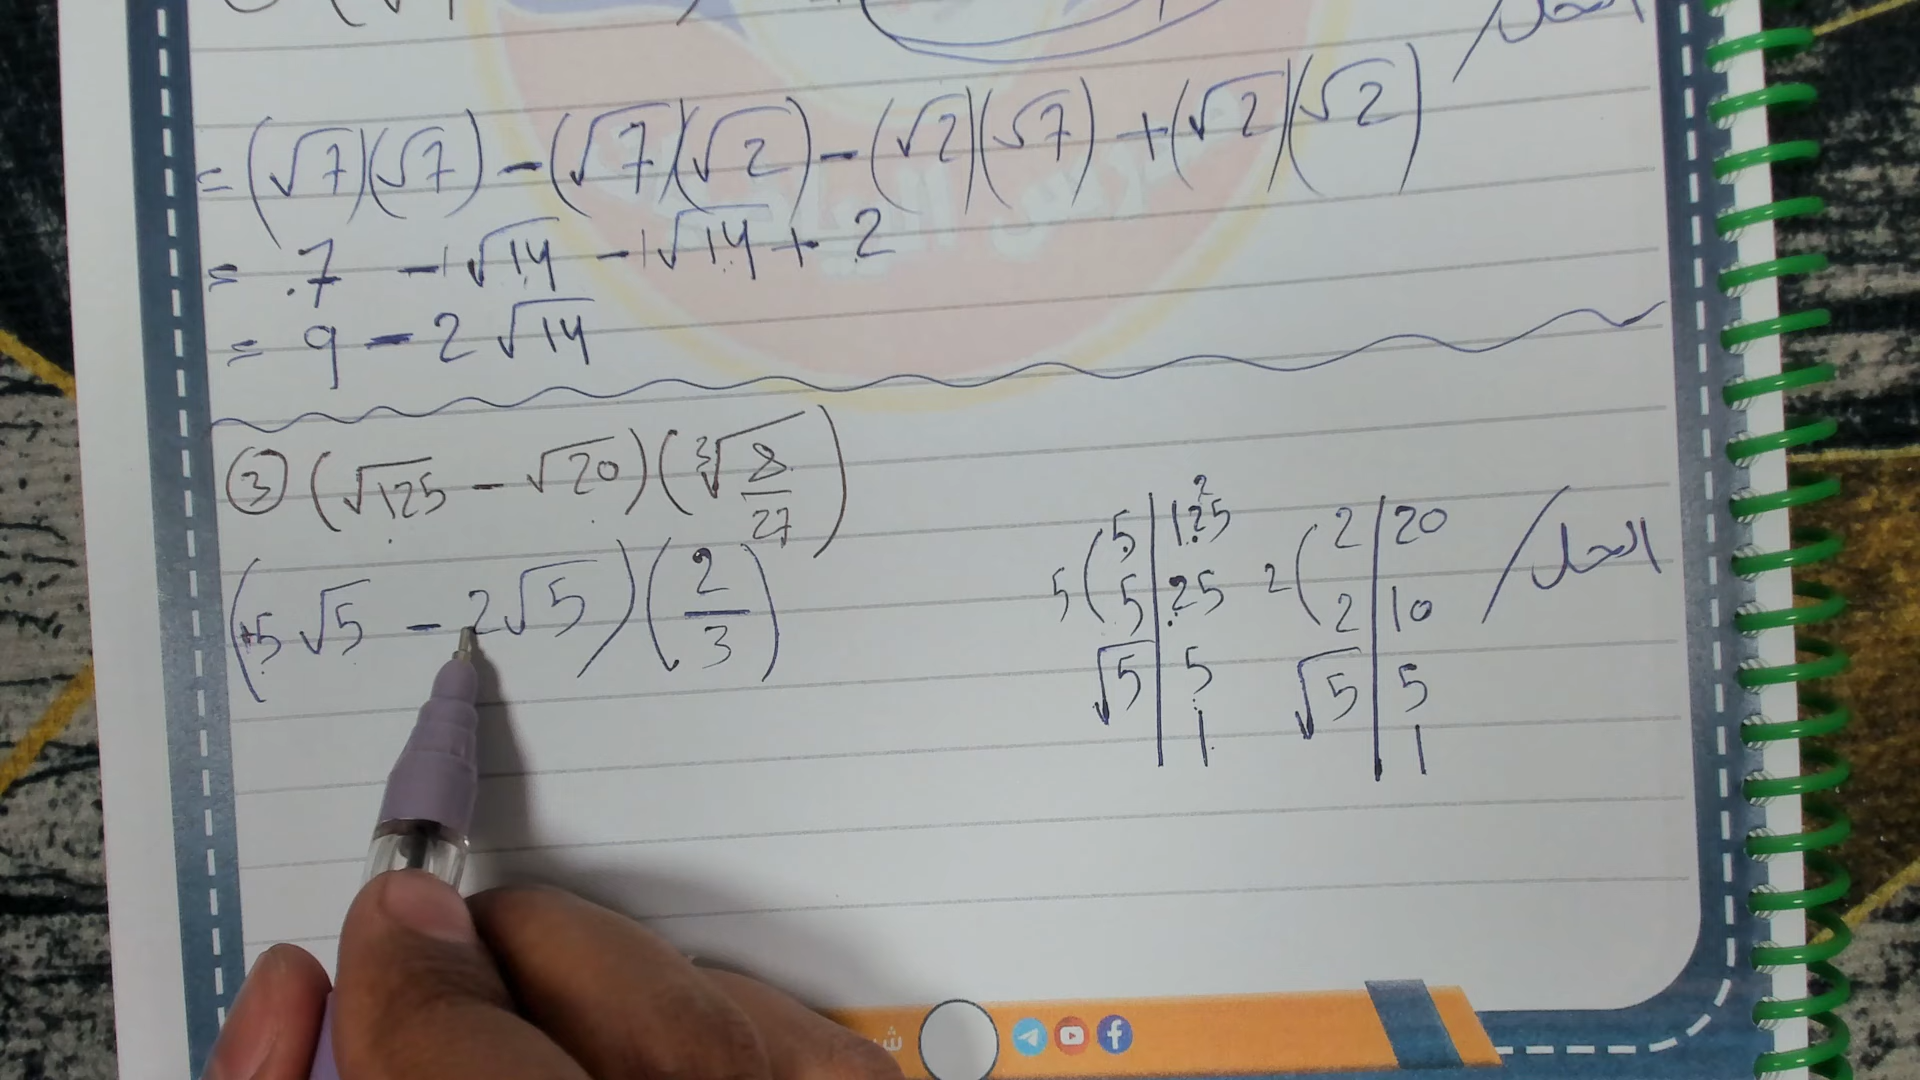 الحل
= (√7)(√7) - (√7)(√2) - (√2)(√7) + (√2)(√2)
= 7 - 1√14 - 1√14 + 2
= 9 - 2√14
③ (√125 - √20)(∛8/27)
(+5√5 - 2√5)(2/3)
الحل
5 | 125
5 | 25
√5 | 5
1
5
2 | 20
2 | 10
√5 | 5
1
2